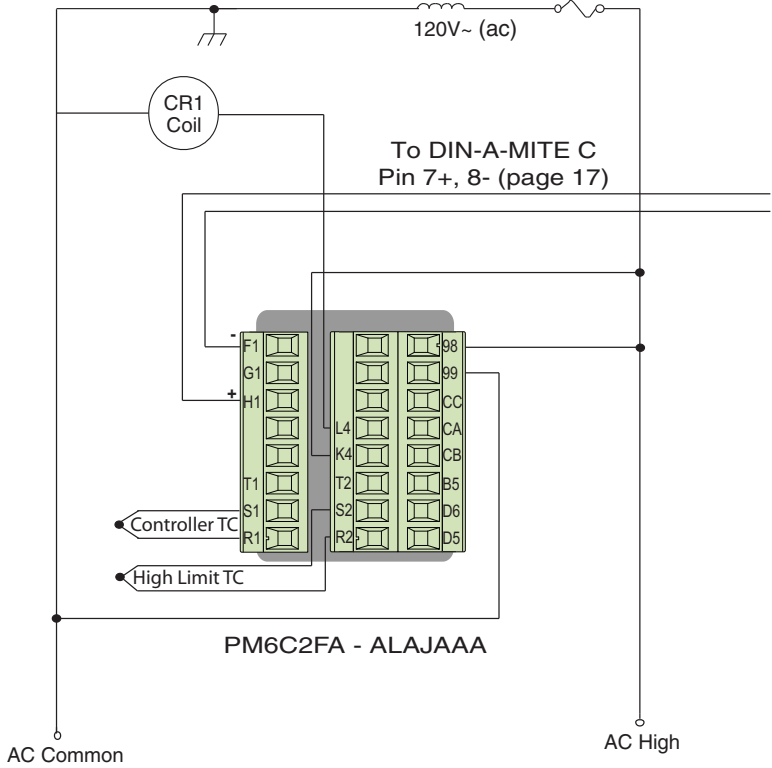 120V~ (ac)
CR1
Coil
To DIN-A-MITE C
Pin 7+, 8- (page 17)
-
F1
98
G1
99
+
H1
CC
L4
CA
K4
CB
T1
T2
B5
S1
S2
D6
R1
R2
D5
Controller TC
High Limit TC
PM6C2FA - ALAJAAA
AC Common
AC High